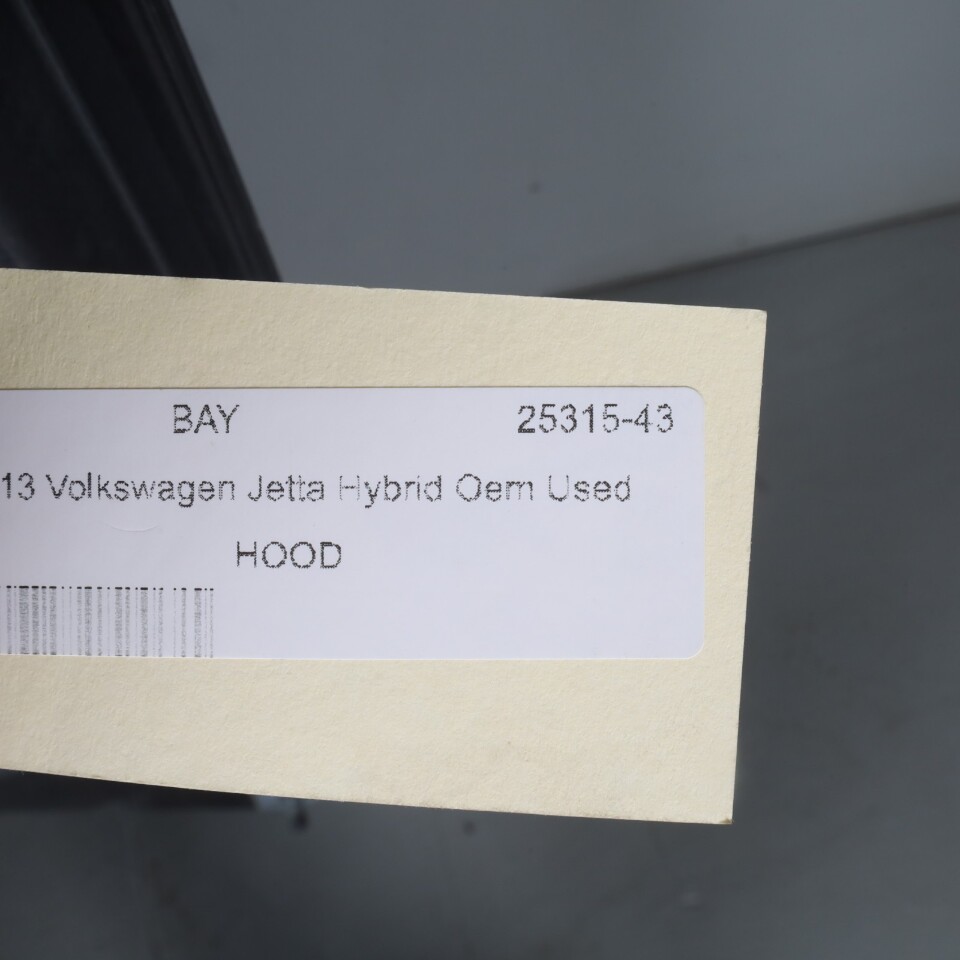 BAY 25315-43
13 Volkswagen Jetta Hybrid Oem Used
HOOD